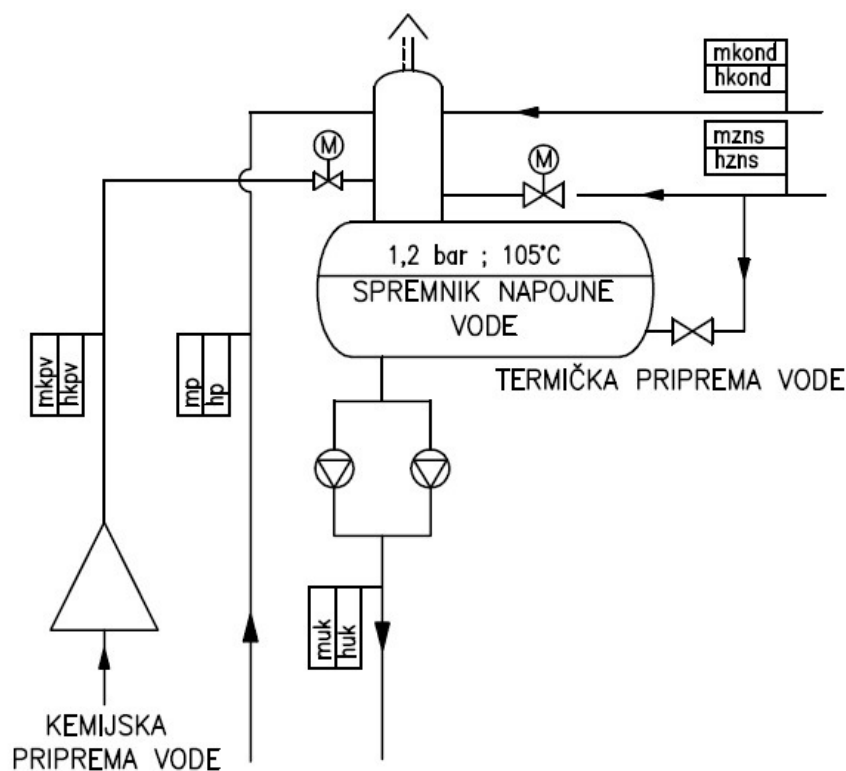 mkond
hkond
mzns
hzns
M
M
1,2 bar ; 105°C
SPREMNIK NAPOJNE
VODE
TERMIČKA PRIPREMA VODE
mkpv
hkpv
mp
hp
muk
huk
KEMIJSKA
PRIPREMA VODE